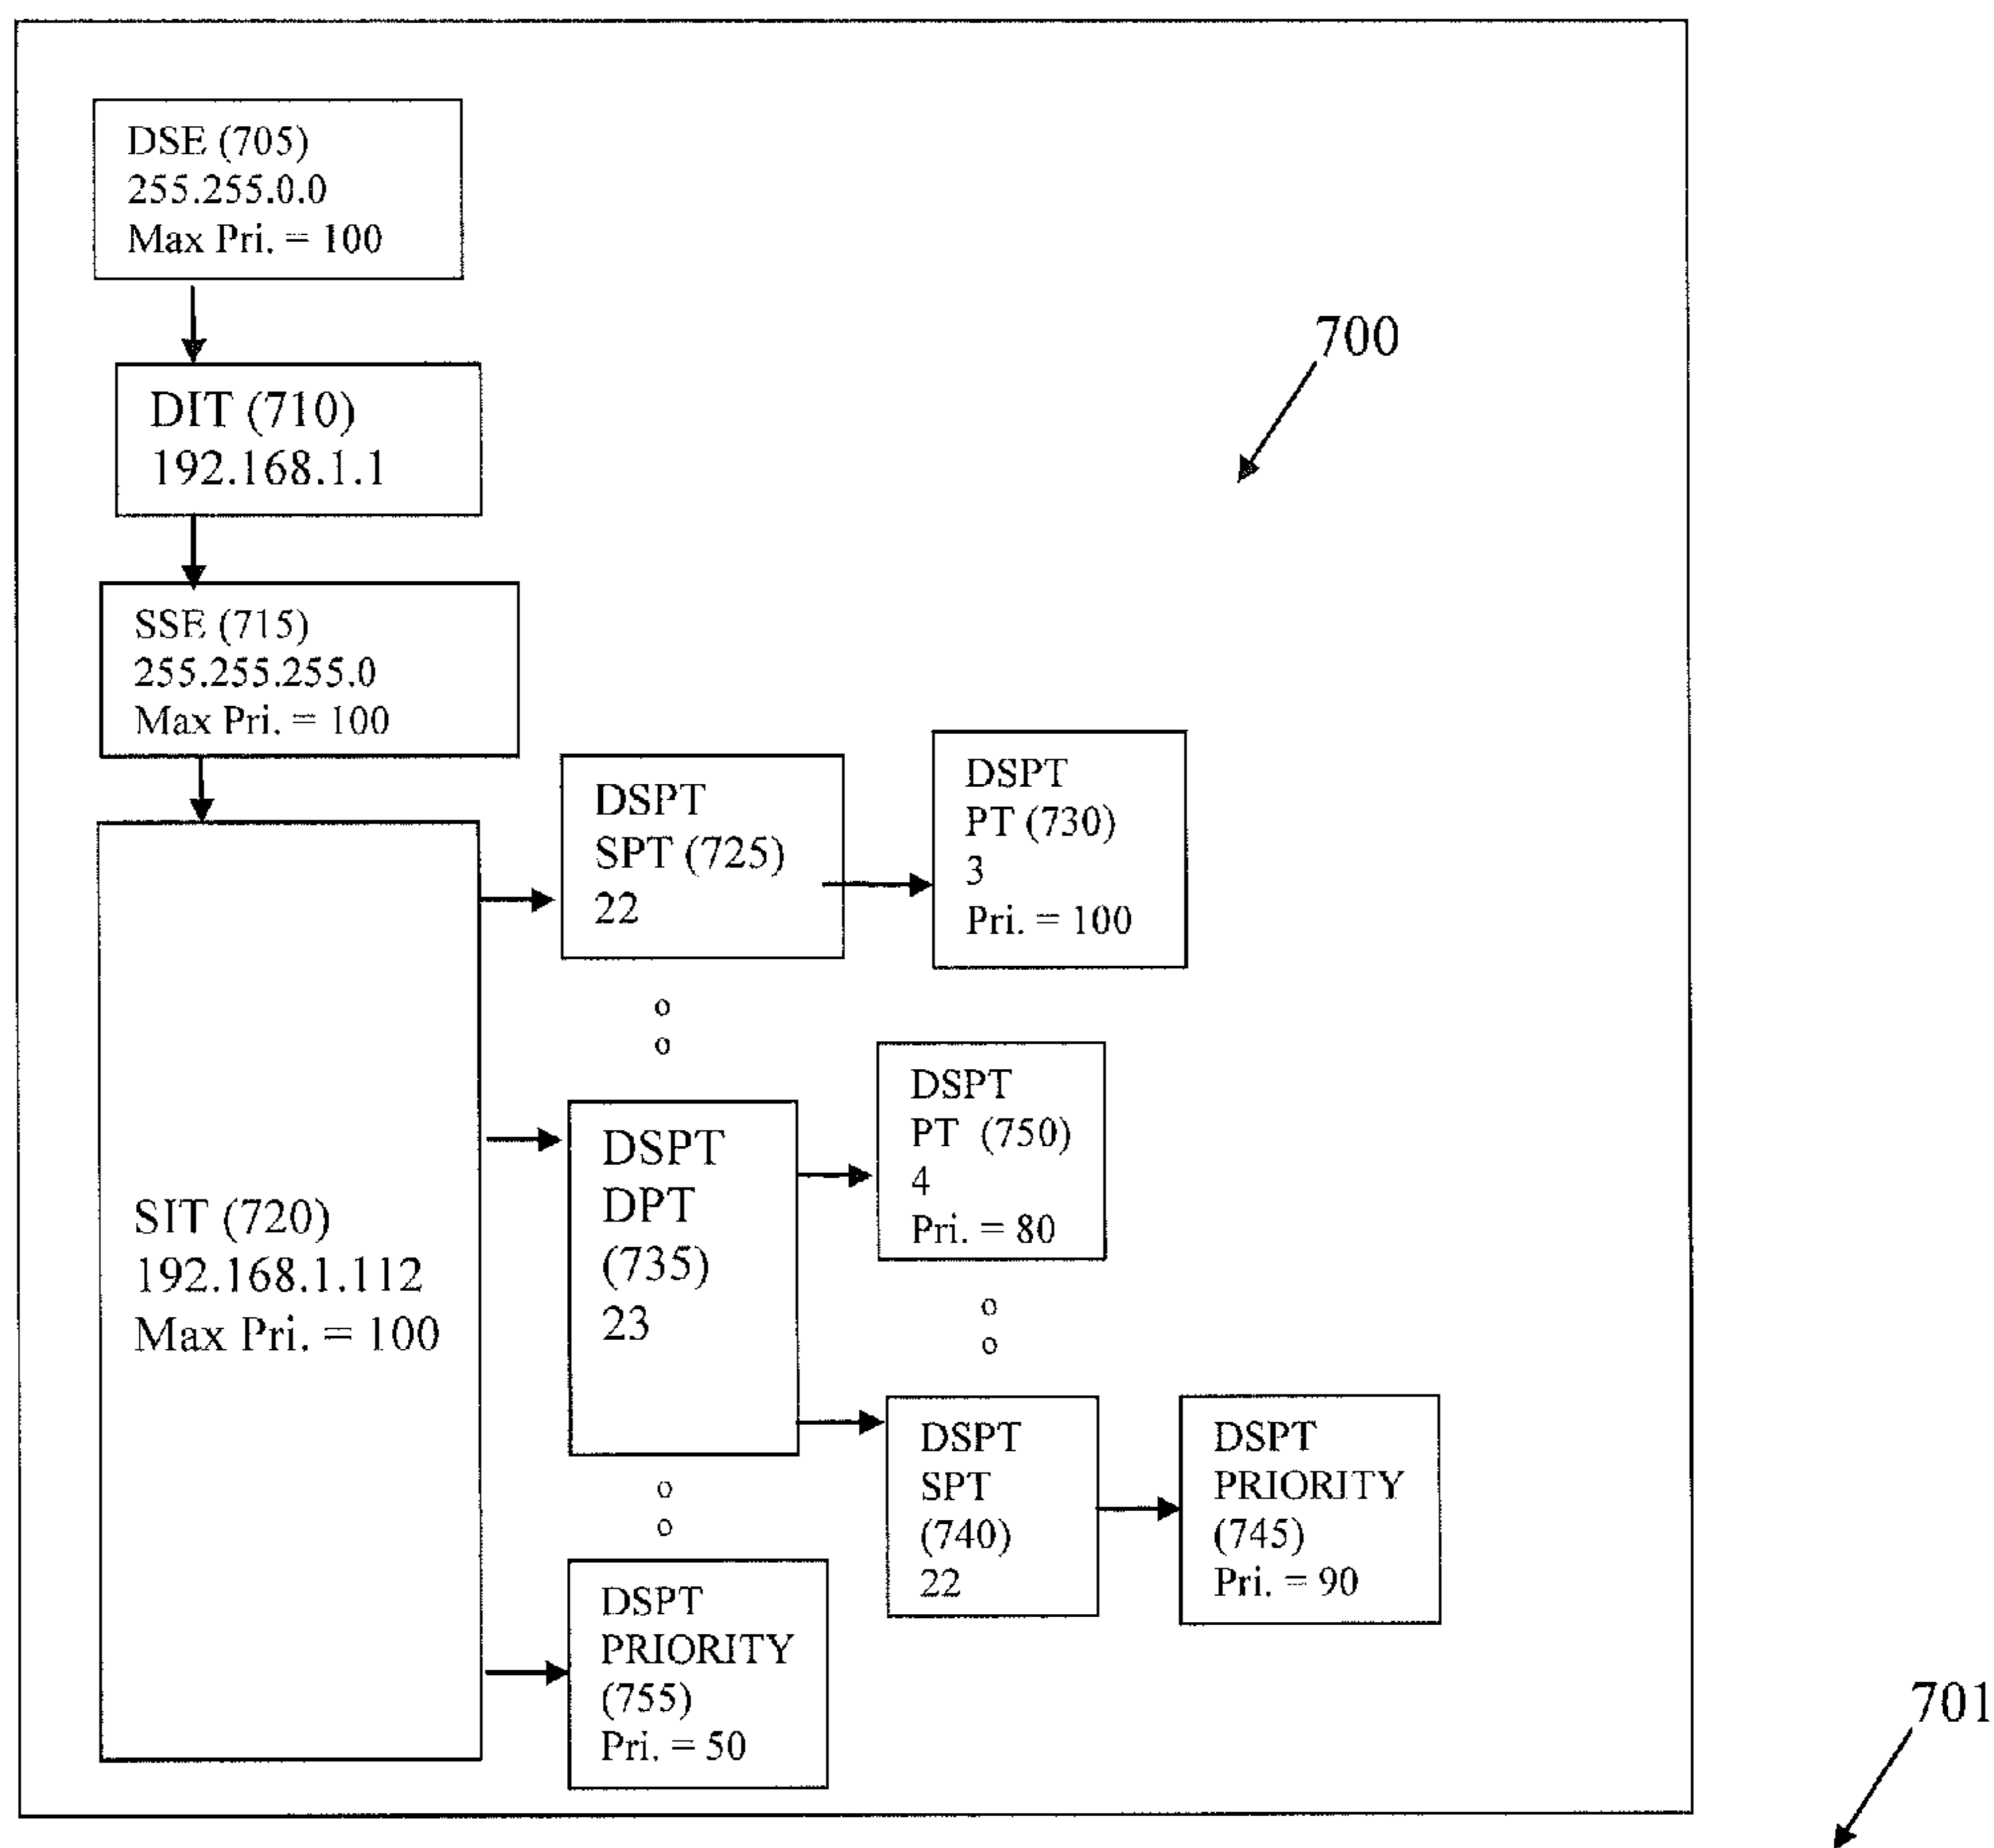 DSE (705)
255.255.0.0
Max Pri. = 100
700
DIT (710)
192.168.1.1
SSE (715)
255.255.255.0
Max Pri. = 100
DSPT
SPT (725)
22
DSPT
PT (730)
3
Pri. = 100
SIT (720)
192.168.1.112
Max Pri. = 100
DSPT
DPT
(735)
23
DSPT
PT (750)
4
Pri. = 80
DSPT
SPT
(740)
22
DSPT
PRIORITY
(745)
Pri. = 90
DSPT
PRIORITY
(755)
Pri. = 50
701